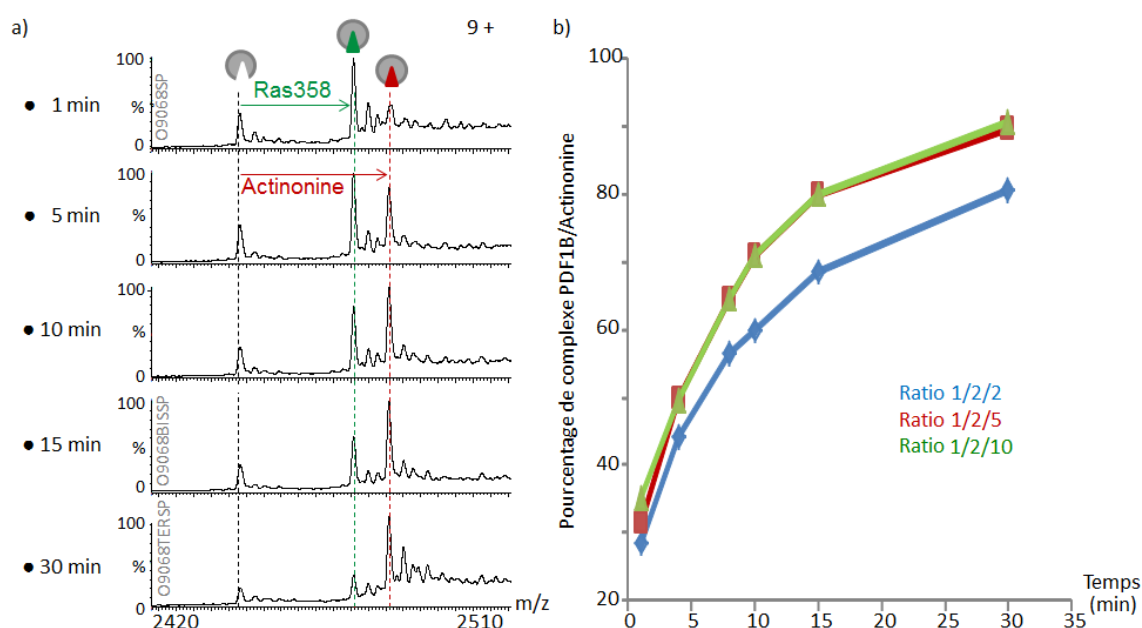 a)
9 +
100
%
0
O9068SP
Ras358
• 1 min
100
%
0
Actinonine
• 5 min
100
%
0
• 10 min
100
%
0
O9068BISSP
• 15 min
100
%
0
O9068TERSP
• 30 min
m/z
2420
2510
b)
Pourcentage de complexe PDF1B/Actinonine
100
80
60
40
20
Ratio 1/2/2
Ratio 1/2/5
Ratio 1/2/10
Temps
(min)
0 5 10 15 20 25 30 35